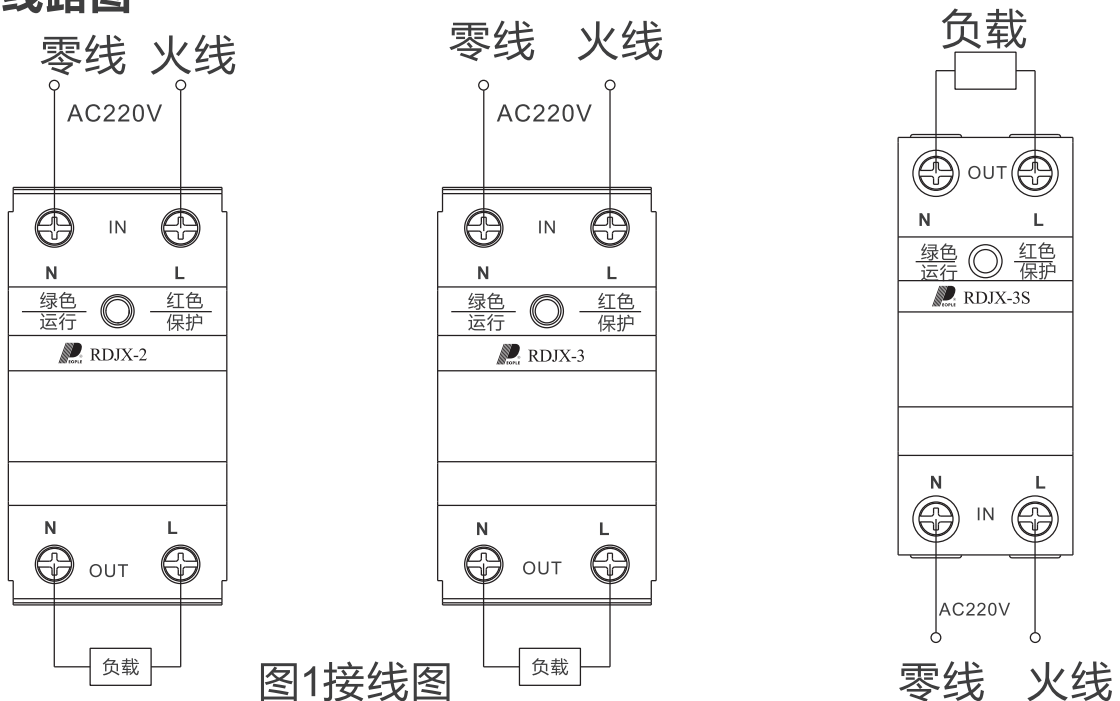 线路图
零线 火线
AC220V
IN
N L
绿色 红色
运行 保护
PEOPLE RDJX-2
N L
OUT
负载
零线 火线
AC220V
IN
N L
绿色 红色
运行 保护
PEOPLE RDJX-3
N L
OUT
负载
图1接线图
负载
OUT
N L
绿色 红色
运行 保护
PEOPLE RDJX-3S
N L
IN
AC220V
零线 火线